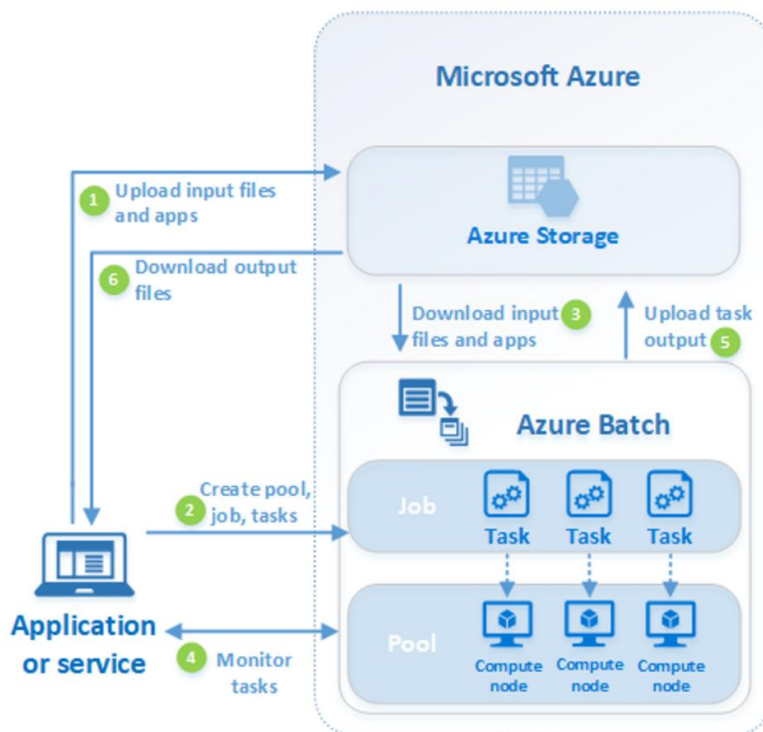 Microsoft Azure
Azure Storage
1 Upload input files
and apps
6 Download output
files
Download input 3
files and apps
Upload task
output 5
Azure Batch
2 Create pool,
job, tasks
Job
Task Task Task
Application
or service
4 Monitor
tasks
Pool
Compute Compute Compute
node node node